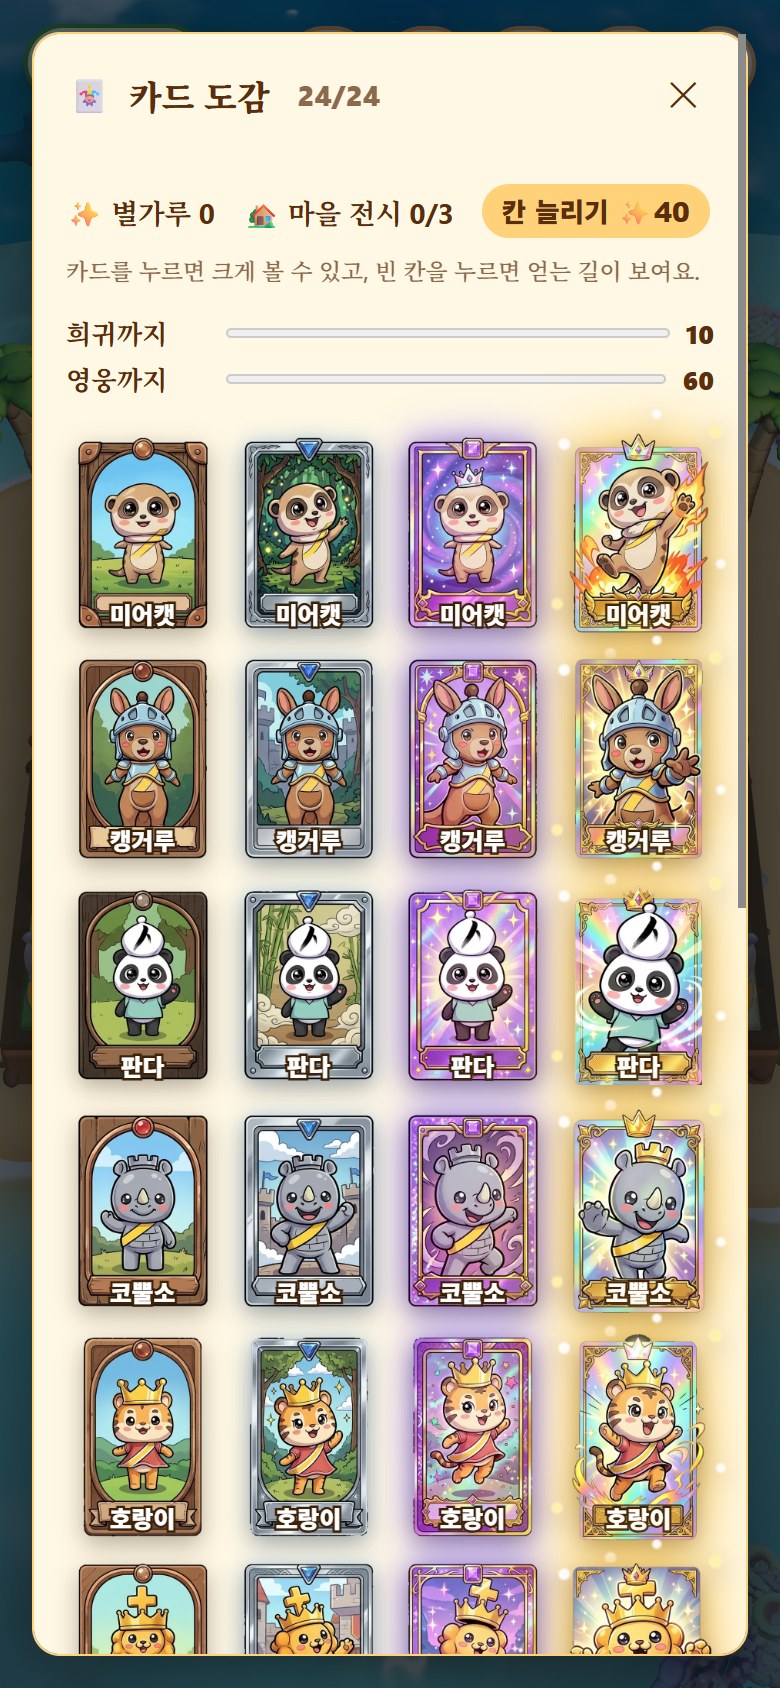 카드 도감 24/24
별가루 0 마을 전시 0/3 칸 늘리기 40
카드를 누르면 크게 볼 수 있고, 빈 칸을 누르면 얻는 길이 보여요.
희귀까지 10
영웅까지 60
미어캣 미어캣 미어캣 미어캣
캥거루 캥거루 캥거루 캥거루
人 人 人 人
판다 판다 판다 판다
코뿔소 코뿔소 코뿔소 코뿔소
호랑이 호랑이 호랑이 호랑이